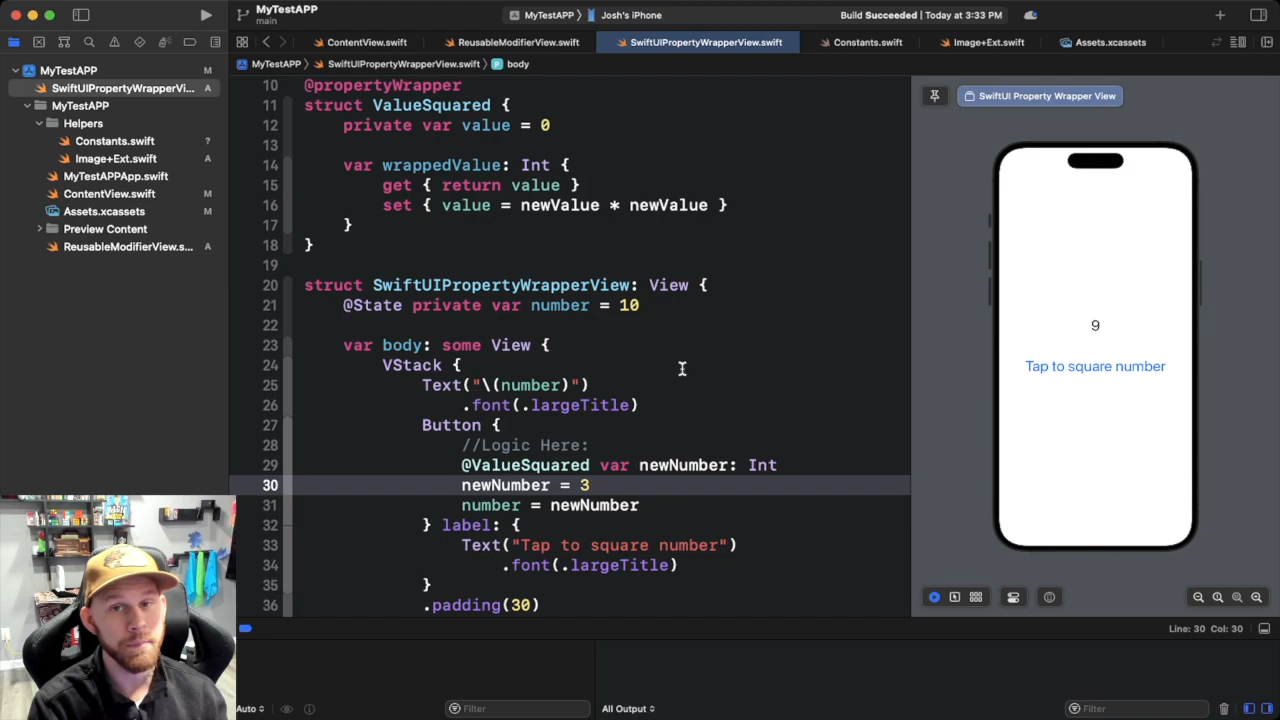 MyTestAPP
main
MyTestAPP
Josh's iPhone
Build Succeeded | Today at 3:33 PM
ContentView.swift
ReusableModifierView.swift
SwiftUIPropertyWrapperView.swift
Constants.swift
Image+Ext.swift
Assets.xcassets
MyTestAPP
SwiftUIPropertyWrapperView.swift
body
MyTestAPP M
SwiftUIPropertyWrapperVi... A
MyTestAPP
Helpers
Constants.swift ?
Image+Ext.swift A
MyTestAPPApp.swift
ContentView.swift M
Assets.xcassets M
Preview Content
ReusableModifierView.s... A
10 @propertyWrapper
11 struct ValueSquared {
12 private var value = 0
13
14 var wrappedValue: Int {
15 get { return value }
16 set { value = newValue * newValue }
17 }
18 }
19
20 struct SwiftUIPropertyWrapperView: View {
21 @State private var number = 10
22
23 var body: some View {
24 VStack {
25 Text("\(number)")
26 .font(.largeTitle)
27 Button {
28 //Logic Here:
29 @ValueSquared var newNumber: Int
30 newNumber = 3
31 number = newNumber
32 } label: {
33 Text("Tap to square number")
34 .font(.largeTitle)
35 }
36 .padding(30)
SwiftUI Property Wrapper View
9
Tap to square number
Line: 30 Col: 30
Auto
Filter
All Output
Filter